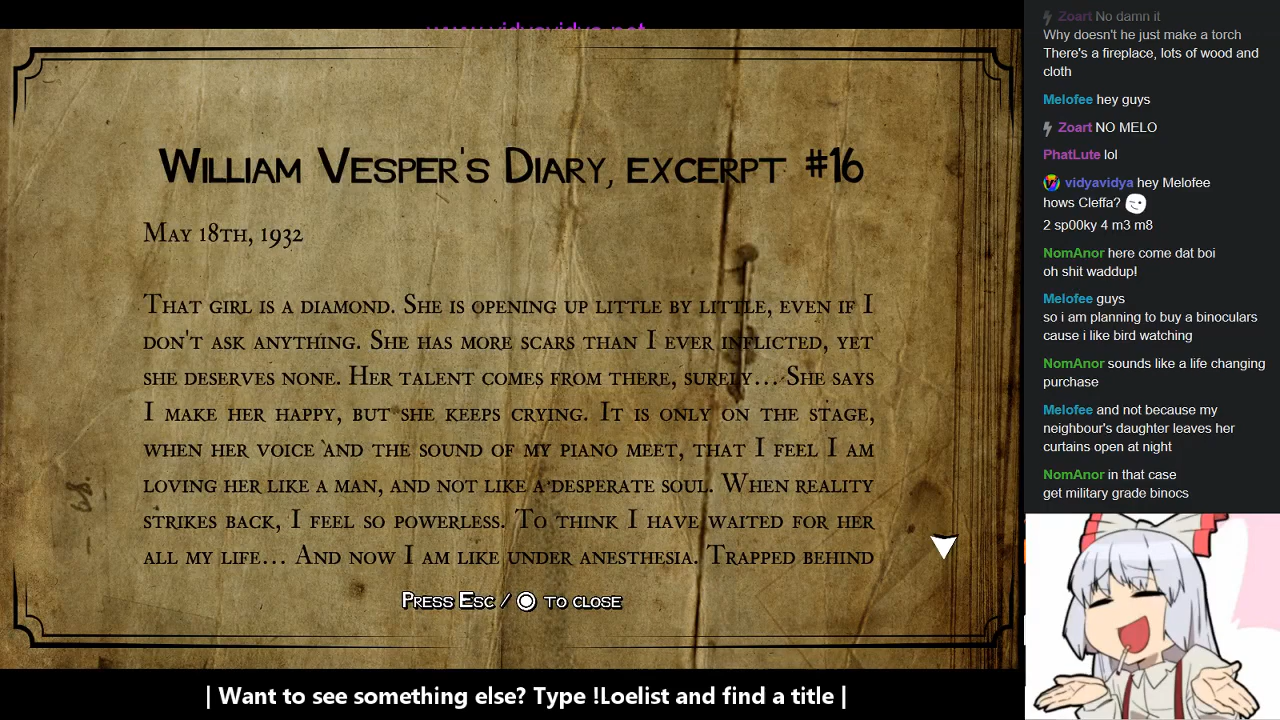 www.vidyavidya.net
William Vesper's Diary, excerpt #16
May 18th, 1932
That girl is a diamond. She is opening up little by little, even if I
don't ask anything. She has more scars than I ever inflicted, yet
she deserves none. Her talent comes from there, surely... She says
I make her happy, but she keeps crying. It is only on the stage,
when her voice and the sound of my piano meet, that I feel I am
loving her like a man, and not like a desperate soul. When reality
strikes back, I feel so powerless. To think I have waited for her
all my life... And now I am like under anesthesia. Trapped behind
Press Esc / to close
| Want to see something else? Type !Loelist and find a title |
Zoart No damn it
Why doesn't he just make a torch
There's a fireplace, lots of wood and
cloth
Melofee hey guys
Zoart NO MELO
PhatLute lol
vidyavidya hey Melofee
hows Cleffa?
2 sp00ky 4 m3 m8
NomAnor here come dat boi
oh shit waddup!
Melofee guys
so i am planning to buy a binoculars
cause i like bird watching
NomAnor sounds like a life changing
purchase
Melofee and not because my
neighbour's daughter leaves her
curtains open at night
NomAnor in that case
get military grade binocs